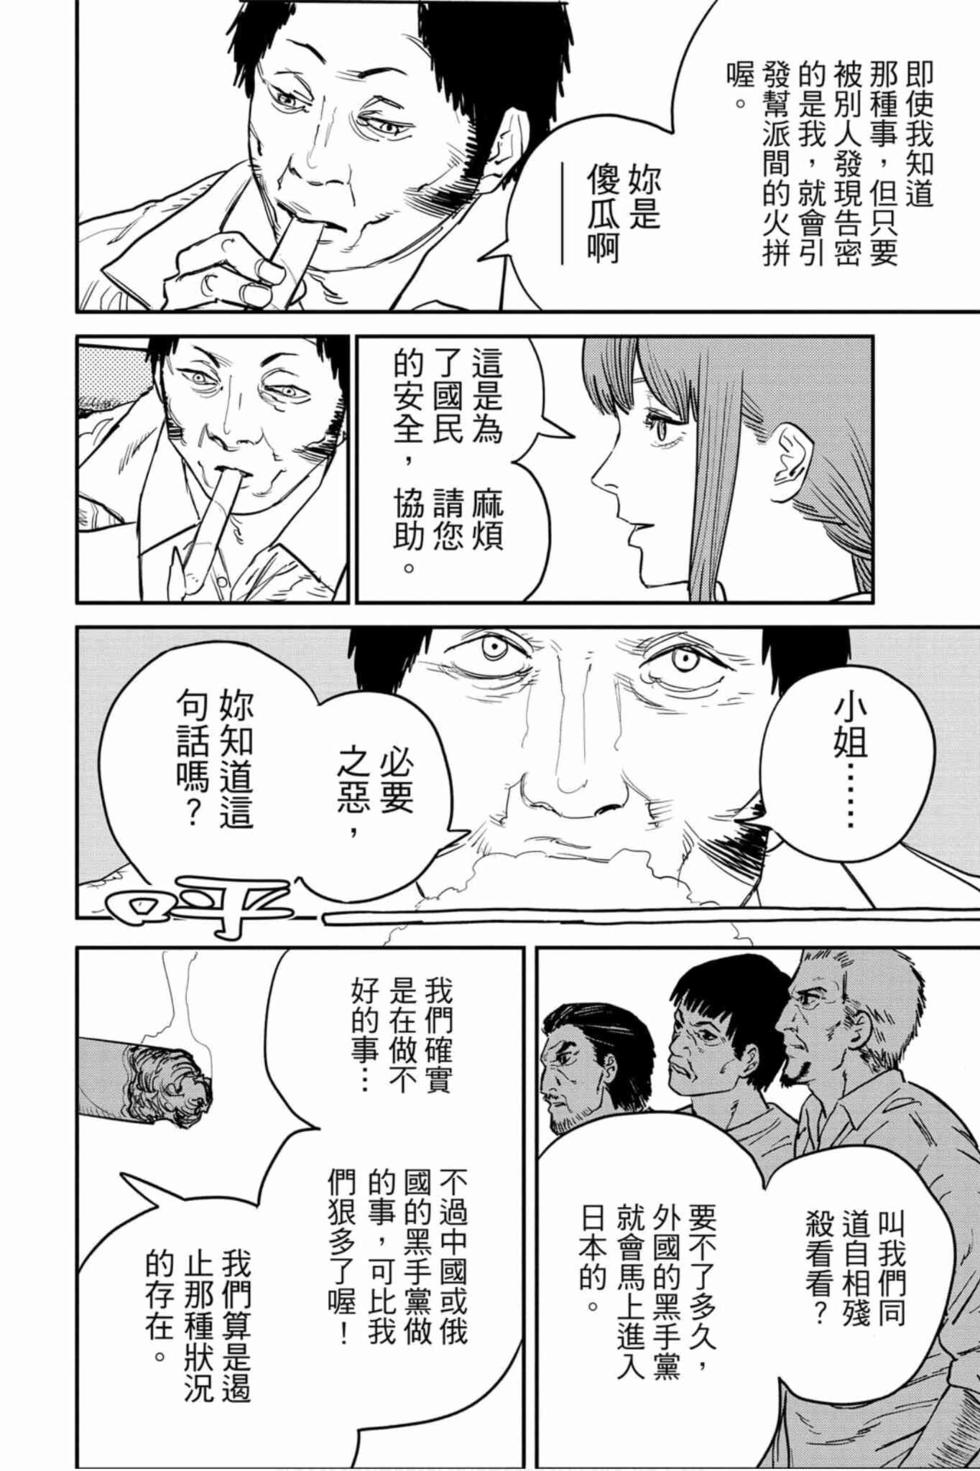 妳是
傻瓜啊
——
即使我知道
那種事，但只要
被別人發現告密
的是我，就會引
發幫派間的火拼
喔。
這是為
了國民
的安全，
麻煩
請您
協助。
小姐……
必要
之惡，
妳知道這
句話嗎？
呼——
叫我們同
道自相殘
殺看看？
要不了多久，
外國的黑手黨
就會馬上進入
日本的。
我們確實
是在做不
好的事…
不過中國或俄
國的黑手黨做
的事，可比我
們狠多了喔！
我們算是遏
止那種狀況
的存在。